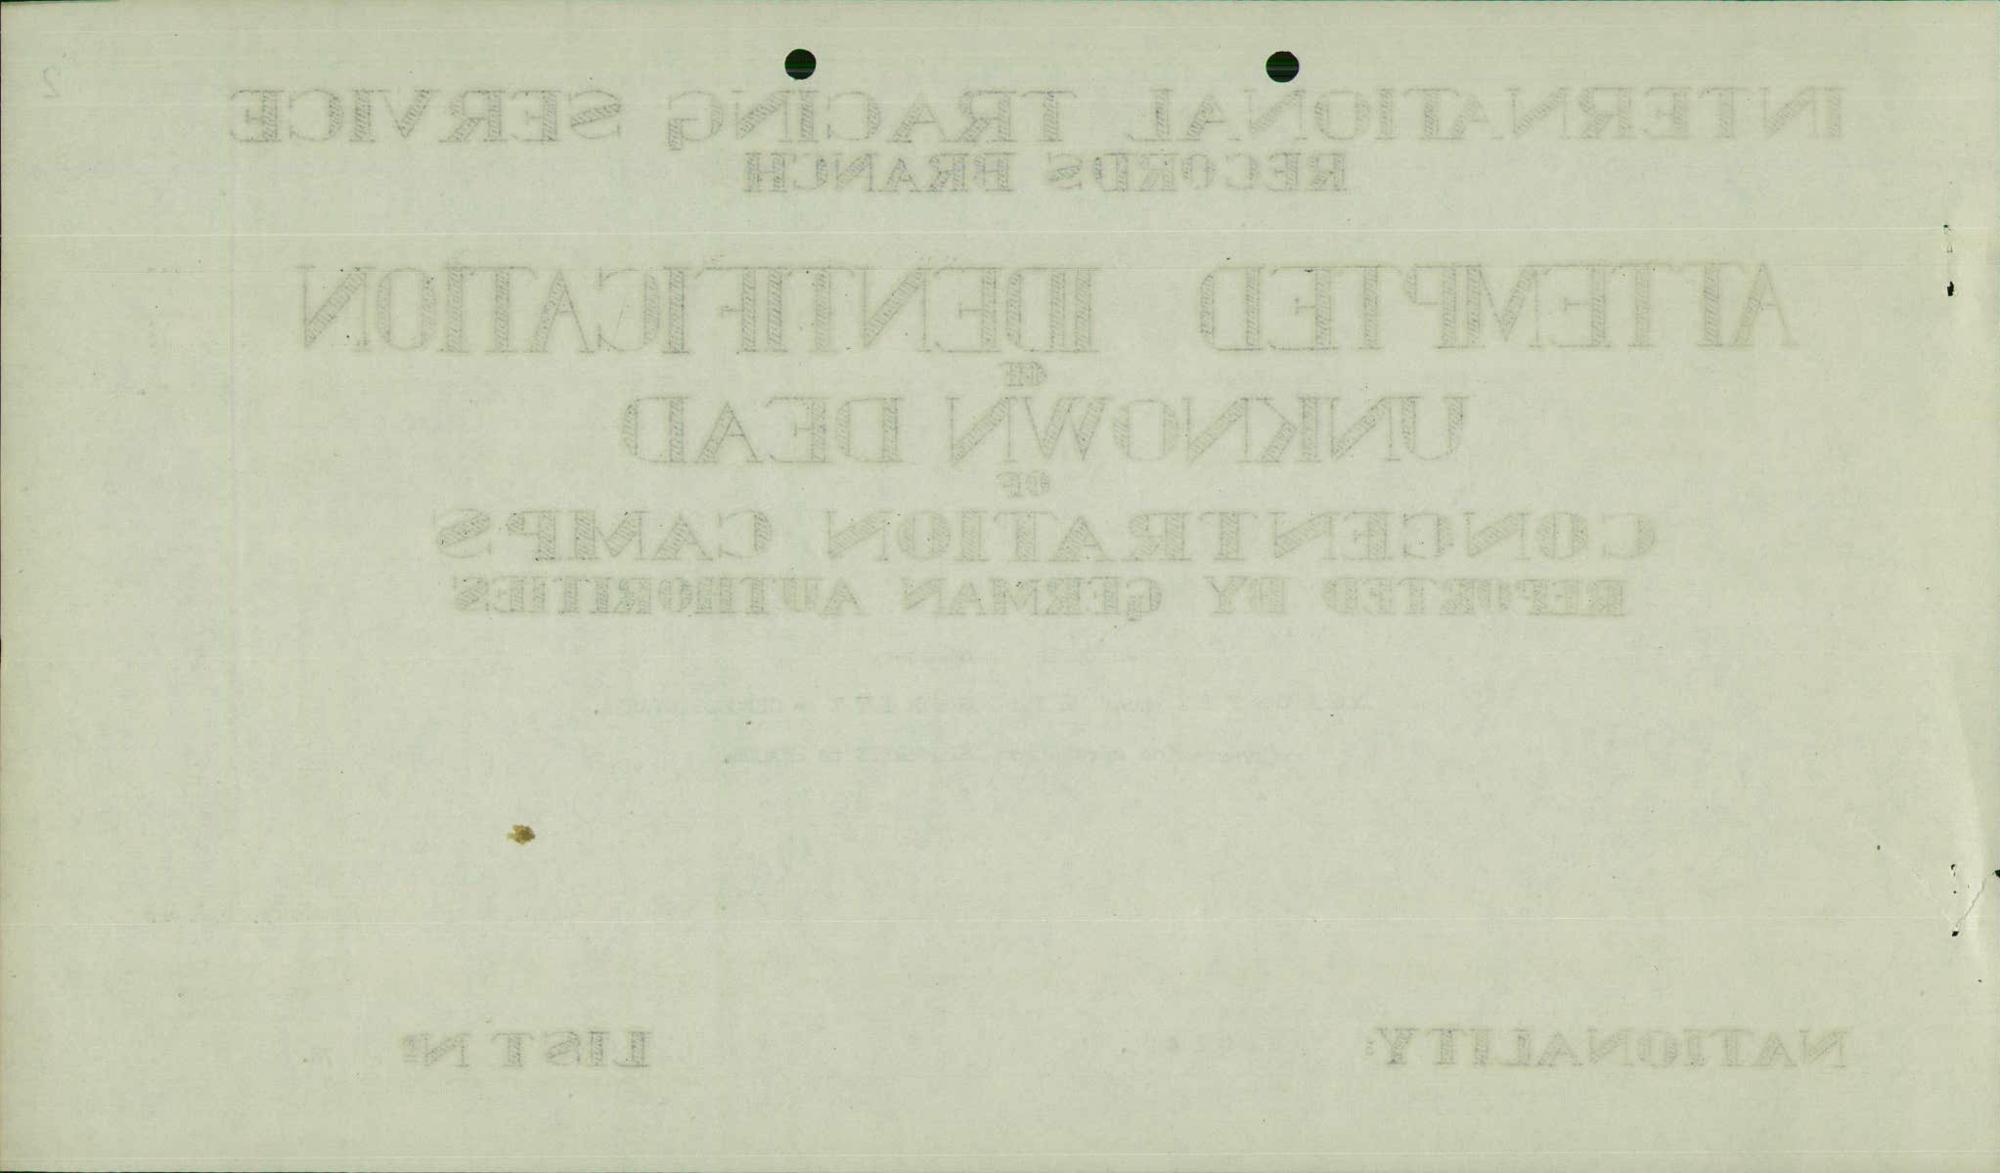 2
INTERNATIONAL TRACING SERVICE
RECORDS BRANCH
ATTEMPTED IDENTIFICATION
OF
UNKNOWN DEAD
OF
CONCENTRATION CAMPS
REPORTED BY GERMAN AUTHORITIES
NATIONALITY: LIST Nº